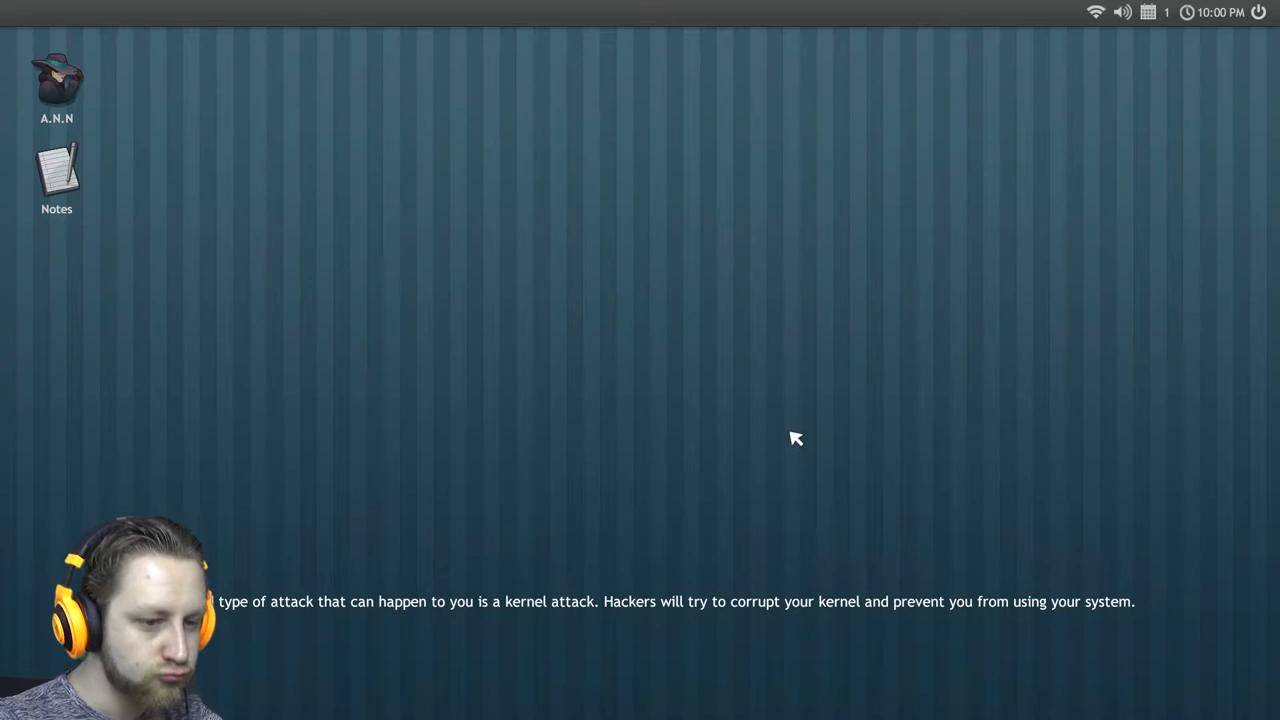 1 10:00 PM
A.N.N
Notes
type of attack that can happen to you is a kernel attack. Hackers will try to corrupt your kernel and prevent you from using your system.